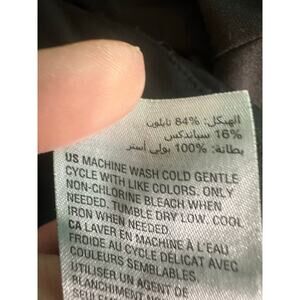 الهيكل: 84% نايلون
16% سباندكس
بطانة: 100% بولي أستر
US MACHINE WASH COLD GENTLE
CYCLE WITH LIKE COLORS. ONLY
NON-CHLORINE BLEACH WHEN
NEEDED. TUMBLE DRY LOW. COOL
IRON WHEN NEEDED.
CA LAVER EN MACHINE À L'EAU
FROIDE AU CYCLE DÉLICAT AVEC
COULEURS SEMBLABLES.
UTILISER UN AGENT DE
BLANCHIMENT SANS